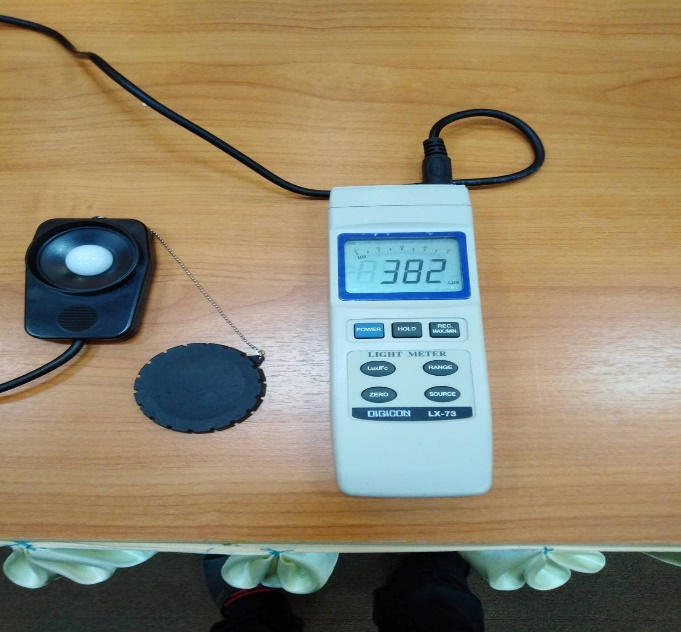 382
POWER HOLD REC.
MAX./MIN.
LIGHT METER
Lux/Fc RANGE
ZERO SOURCE
DIGICON LX-73